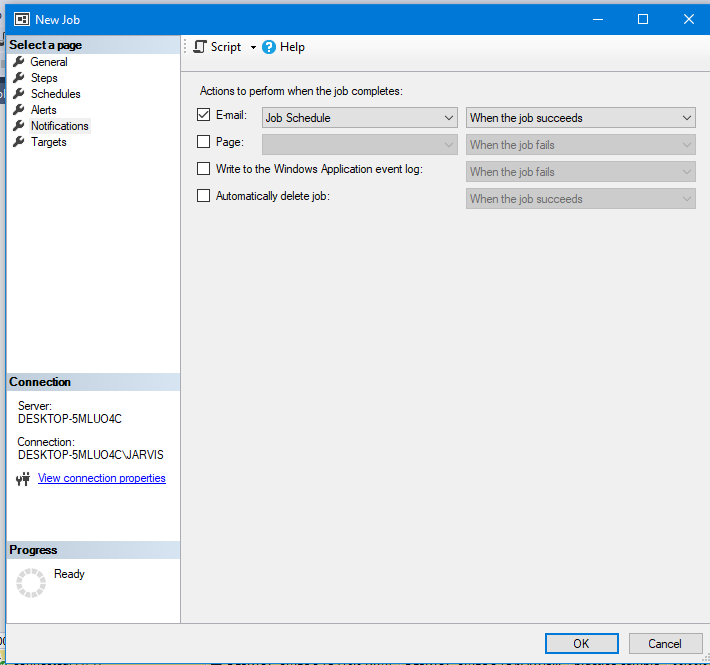 New Job
Select a page
General
Steps
Schedules
Alerts
Notifications
Targets
Script
Help
Actions to perform when the job completes:
E-mail: Job Schedule When the job succeeds
Page: When the job fails
Write to the Windows Application event log: When the job fails
Automatically delete job: When the job succeeds
Connection
Server:
DESKTOP-5MLUO4C
Connection:
DESKTOP-5MLUO4C\JARVIS
View connection properties
Progress
Ready
OK
Cancel